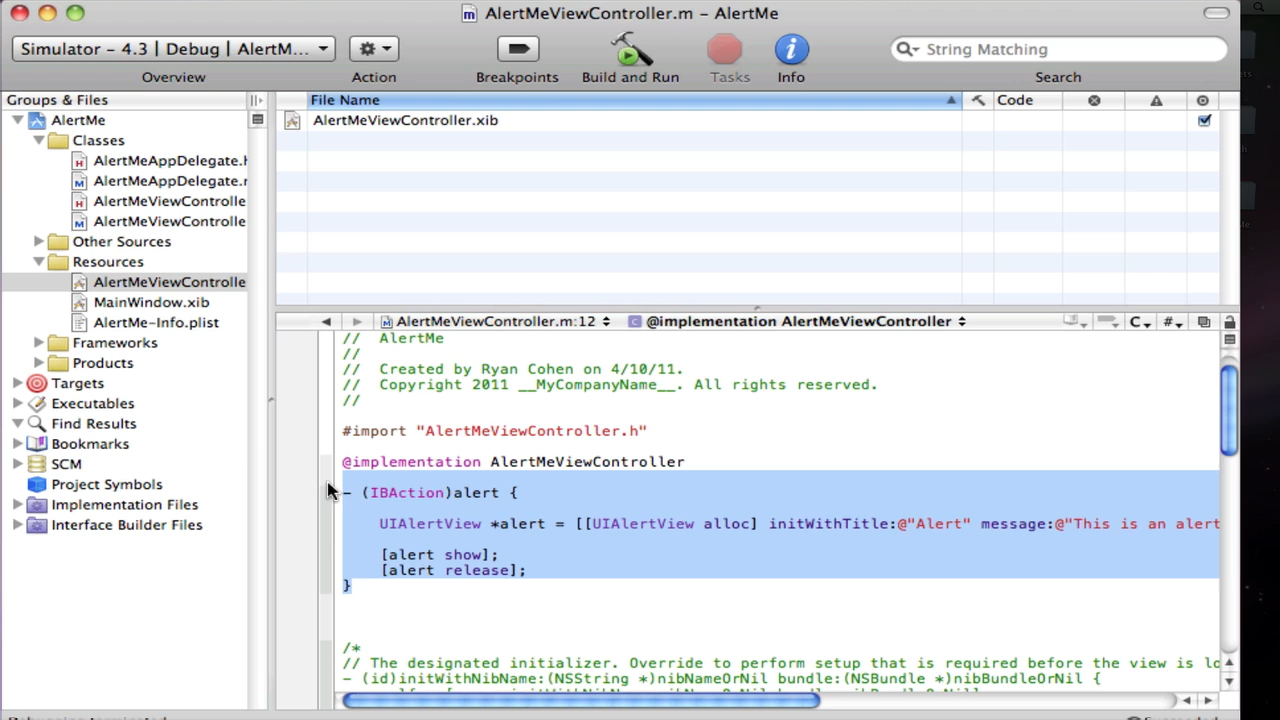 AlertMeViewController.m – AlertMe
Simulator - 4.3 | Debug | AlertM...
String Matching
Overview
Action
Breakpoints
Build and Run
Tasks
Info
Search
Groups & Files
File Name
Code
AlertMe
AlertMeViewController.xib
Classes
AlertMeAppDelegate.h
AlertMeAppDelegate.m
AlertMeViewControlle
AlertMeViewControlle
Other Sources
Resources
AlertMeViewControlle
MainWindow.xib
AlertMe-Info.plist
Frameworks
Products
Targets
Executables
Find Results
Bookmarks
SCM
Project Symbols
Implementation Files
Interface Builder Files
AlertMeViewController.m:12
C @implementation AlertMeViewController
C
#
//  AlertMe
//
//  Created by Ryan Cohen on 4/10/11.
//  Copyright 2011 __MyCompanyName__. All rights reserved.
//
#import "AlertMeViewController.h"
@implementation AlertMeViewController
- (IBAction)alert {
UIAlertView *alert = [[UIAlertView alloc] initWithTitle:@"Alert" message:@"This is an alert
[alert show];
[alert release];
}
/*
// The designated initializer. Override to perform setup that is required before the view is lo
- (id)initWithNibName:(NSString *)nibNameOrNil bundle:(NSBundle *)nibBundleOrNil {